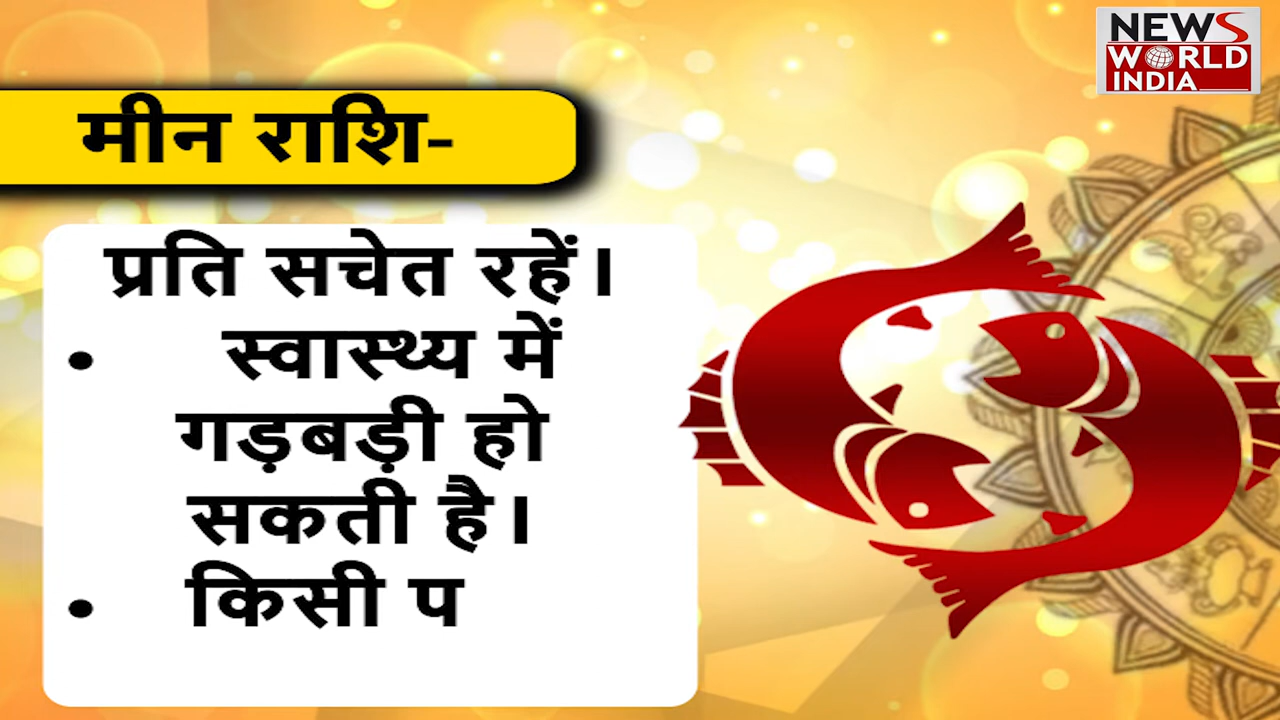 NEWS
WORLD
INDIA
मीन राशि-
प्रति सचेत रहें।
• स्वास्थ्य में
गड़बड़ी हो
सकती है।
• किसी प